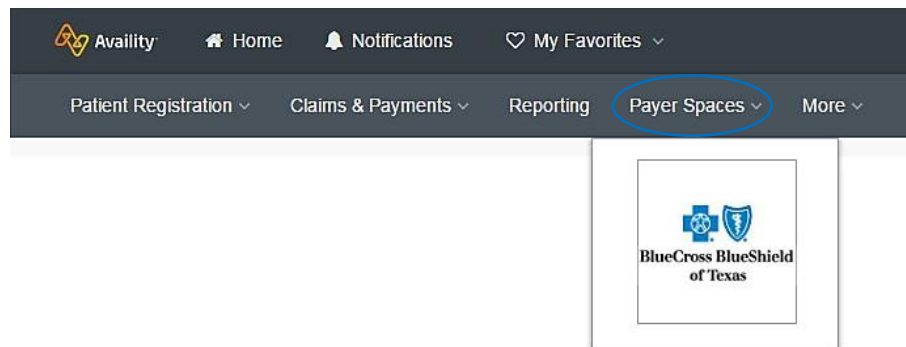 Availity Home Notifications My Favorites
Patient Registration Claims & Payments Reporting Payer Spaces More
BlueCross BlueShield
of Texas